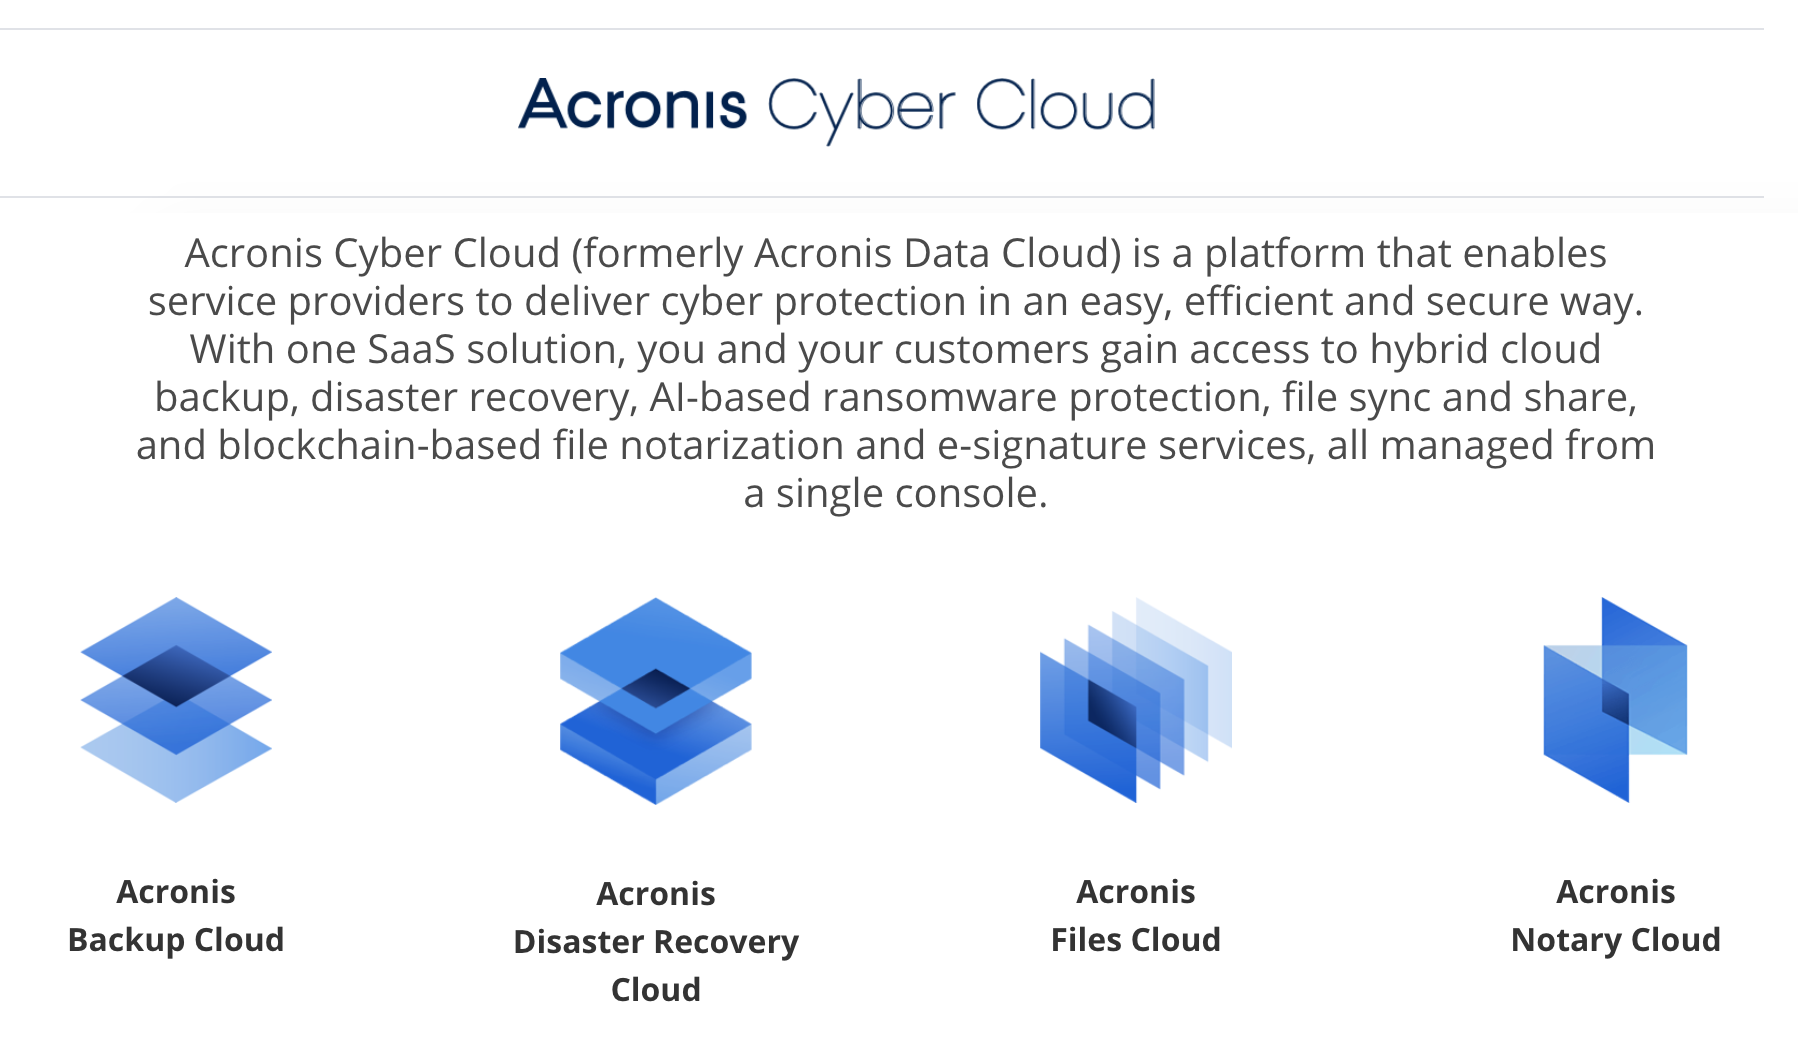 Acronis Cyber Cloud
Acronis Cyber Cloud (formerly Acronis Data Cloud) is a platform that enables
service providers to deliver cyber protection in an easy, efficient and secure way.
With one SaaS solution, you and your customers gain access to hybrid cloud
backup, disaster recovery, AI-based ransomware protection, file sync and share,
and blockchain-based file notarization and e-signature services, all managed from
a single console.
Acronis
Backup Cloud
Acronis
Disaster Recovery
Cloud
Acronis
Files Cloud
Acronis
Notary Cloud